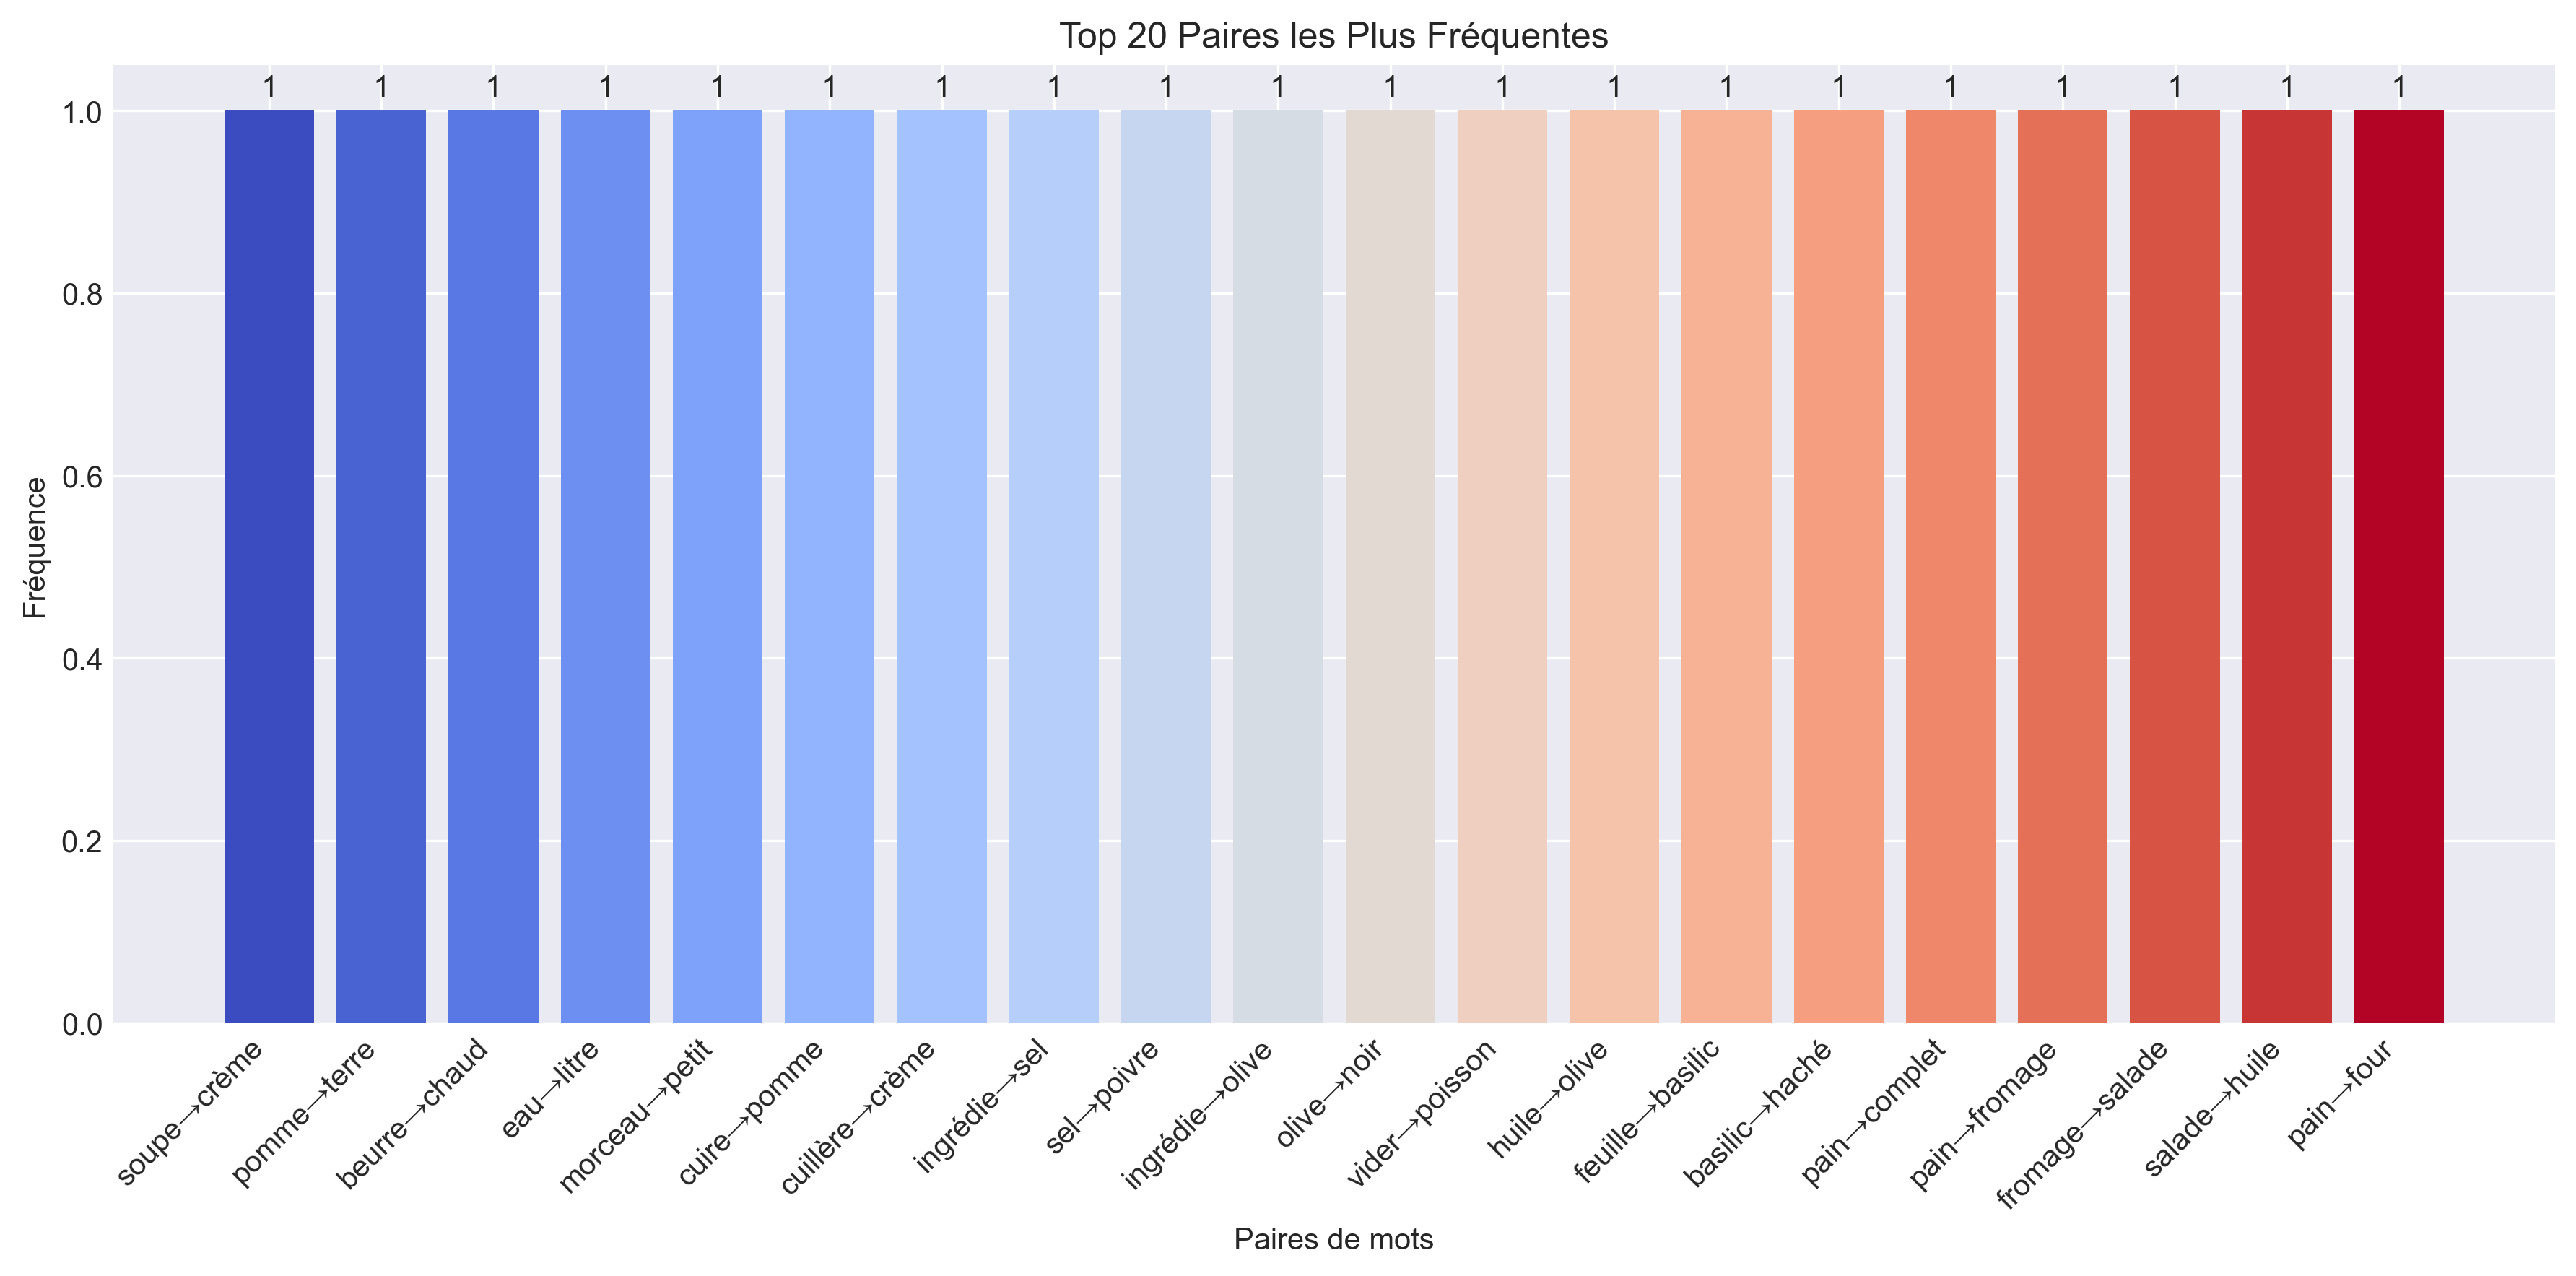 Top 20 Paires les Plus Fréquentes
1 1 1 1 1 1 1 1 1 1 1 1 1 1 1 1 1 1 1 1
1.0
0.8
0.6
0.4
0.2
0.0
Fréquence
soupe→crème
pomme→terre
beurre→chaud
eau→litre
morceau→petit
cuire→pomme
cuillère→crème
ingrédie→sel
sel→poivre
ingrédie→olive
olive→noir
vider→poisson
huile→olive
feuille→basilic
basilic→haché
pain→complet
pain→fromage
fromage→salade
salade→huile
pain→four
Paires de mots